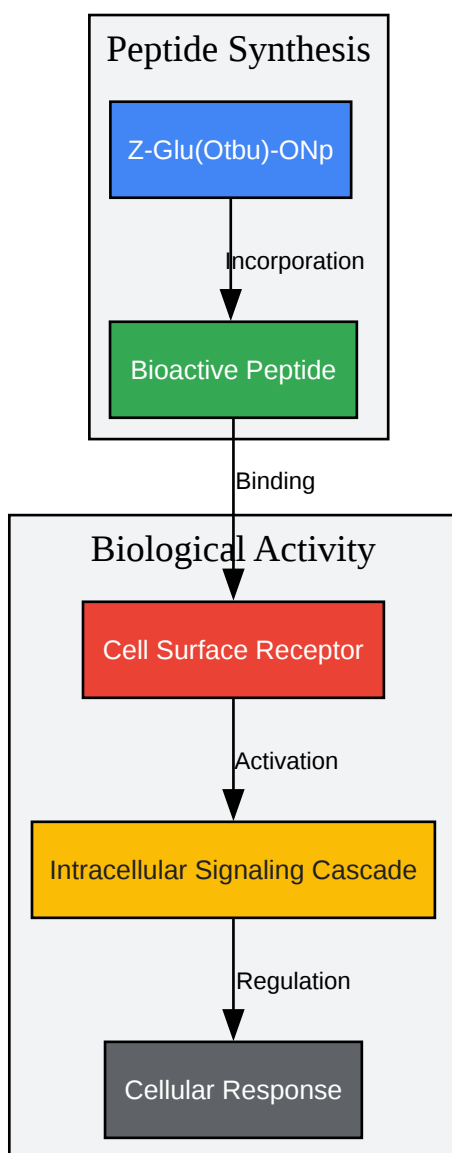 Peptide Synthesis
Z-Glu(Otbu)-ONp
Incorporation
Bioactive Peptide
Binding
Biological Activity
Cell Surface Receptor
Activation
Intracellular Signaling Cascade
Regulation
Cellular Response